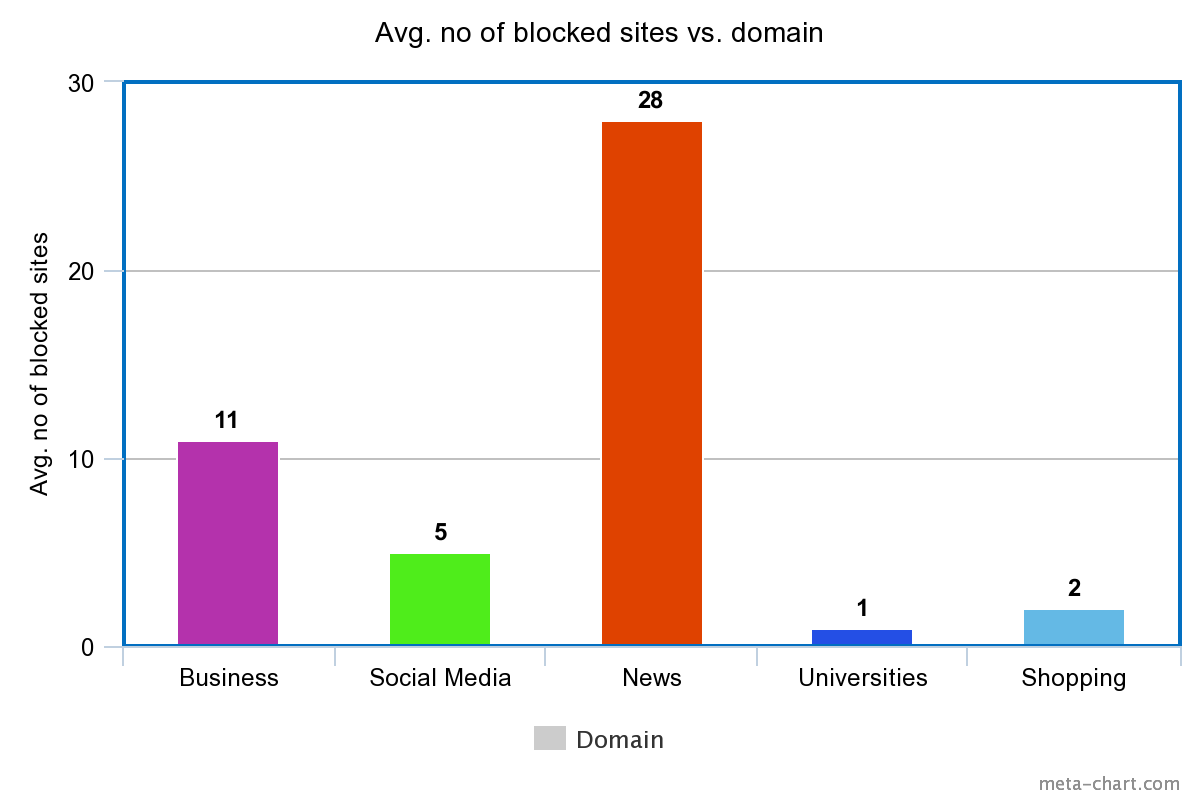 Avg. no of blocked sites vs. domain
Avg. no of blocked sites
30
20
10
0
11
5
28
1
2
Business
Social Media
News
Universities
Shopping
Domain
meta-chart.com